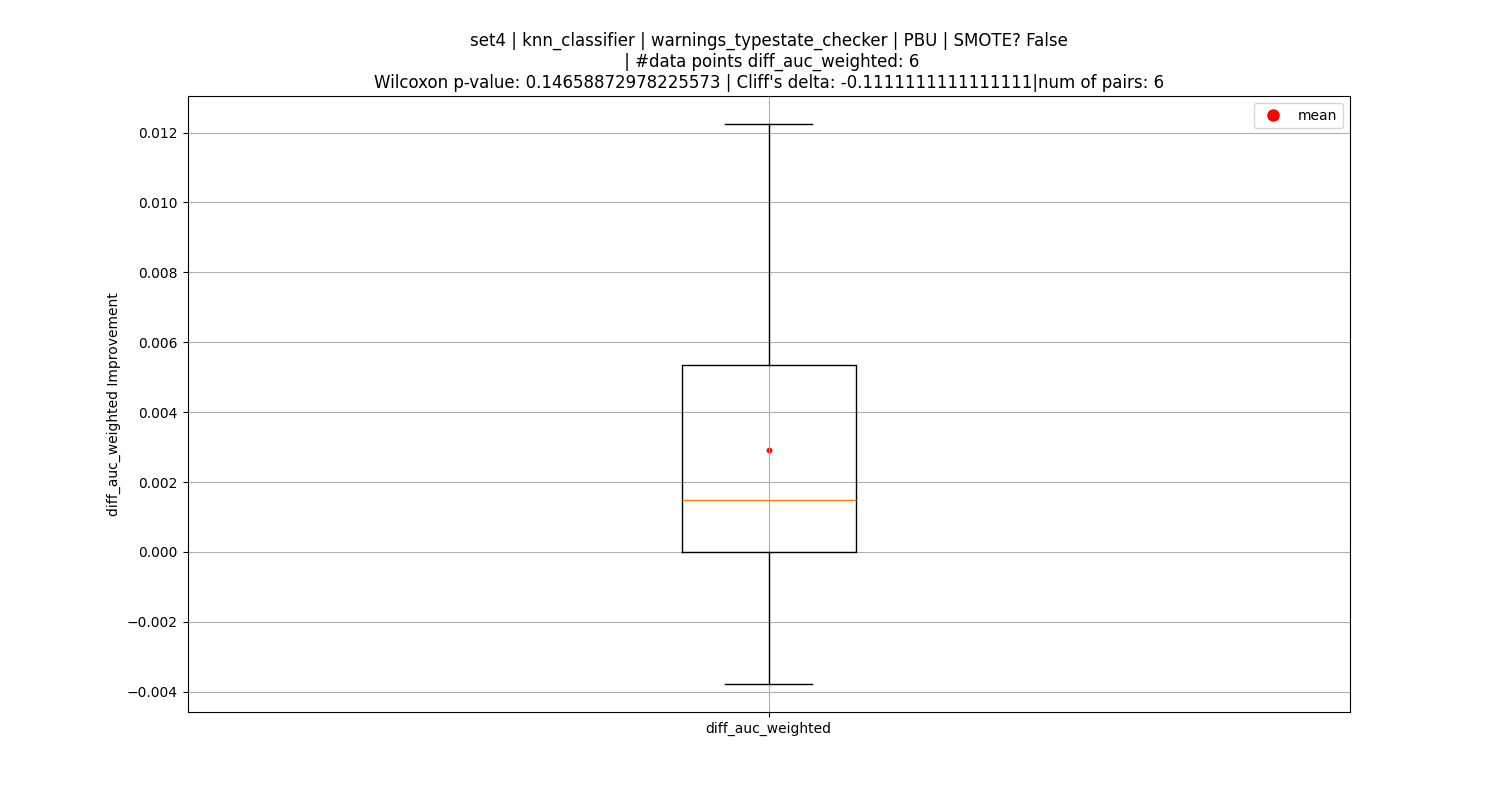 set4 | knn_classifier | warnings_typestate_checker | PBU | SMOTE? False
| #data points diff_auc_weighted: 6
Wilcoxon p-value: 0.14658872978225573 | Cliff's delta: -0.1111111111111111|num of pairs: 6
mean
0.012
0.010
0.008
0.006
0.004
0.002
0.000
−0.002
−0.004
diff_auc_weighted Improvement
diff_auc_weighted